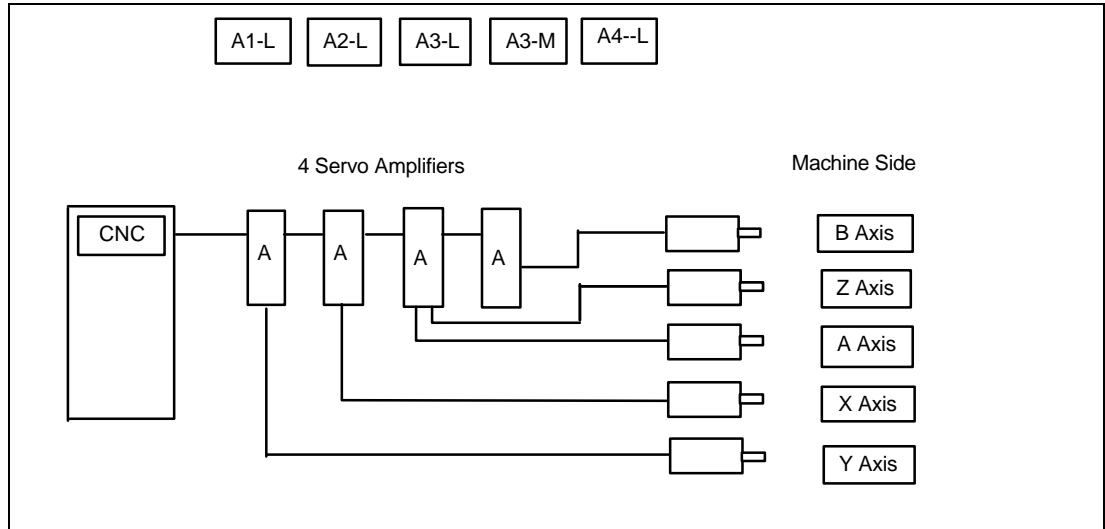 A1-L A2-L A3-L A3-M A4--L
4 Servo Amplifiers Machine Side
CNC A A A A B Axis
Z Axis
A Axis
X Axis
Y Axis